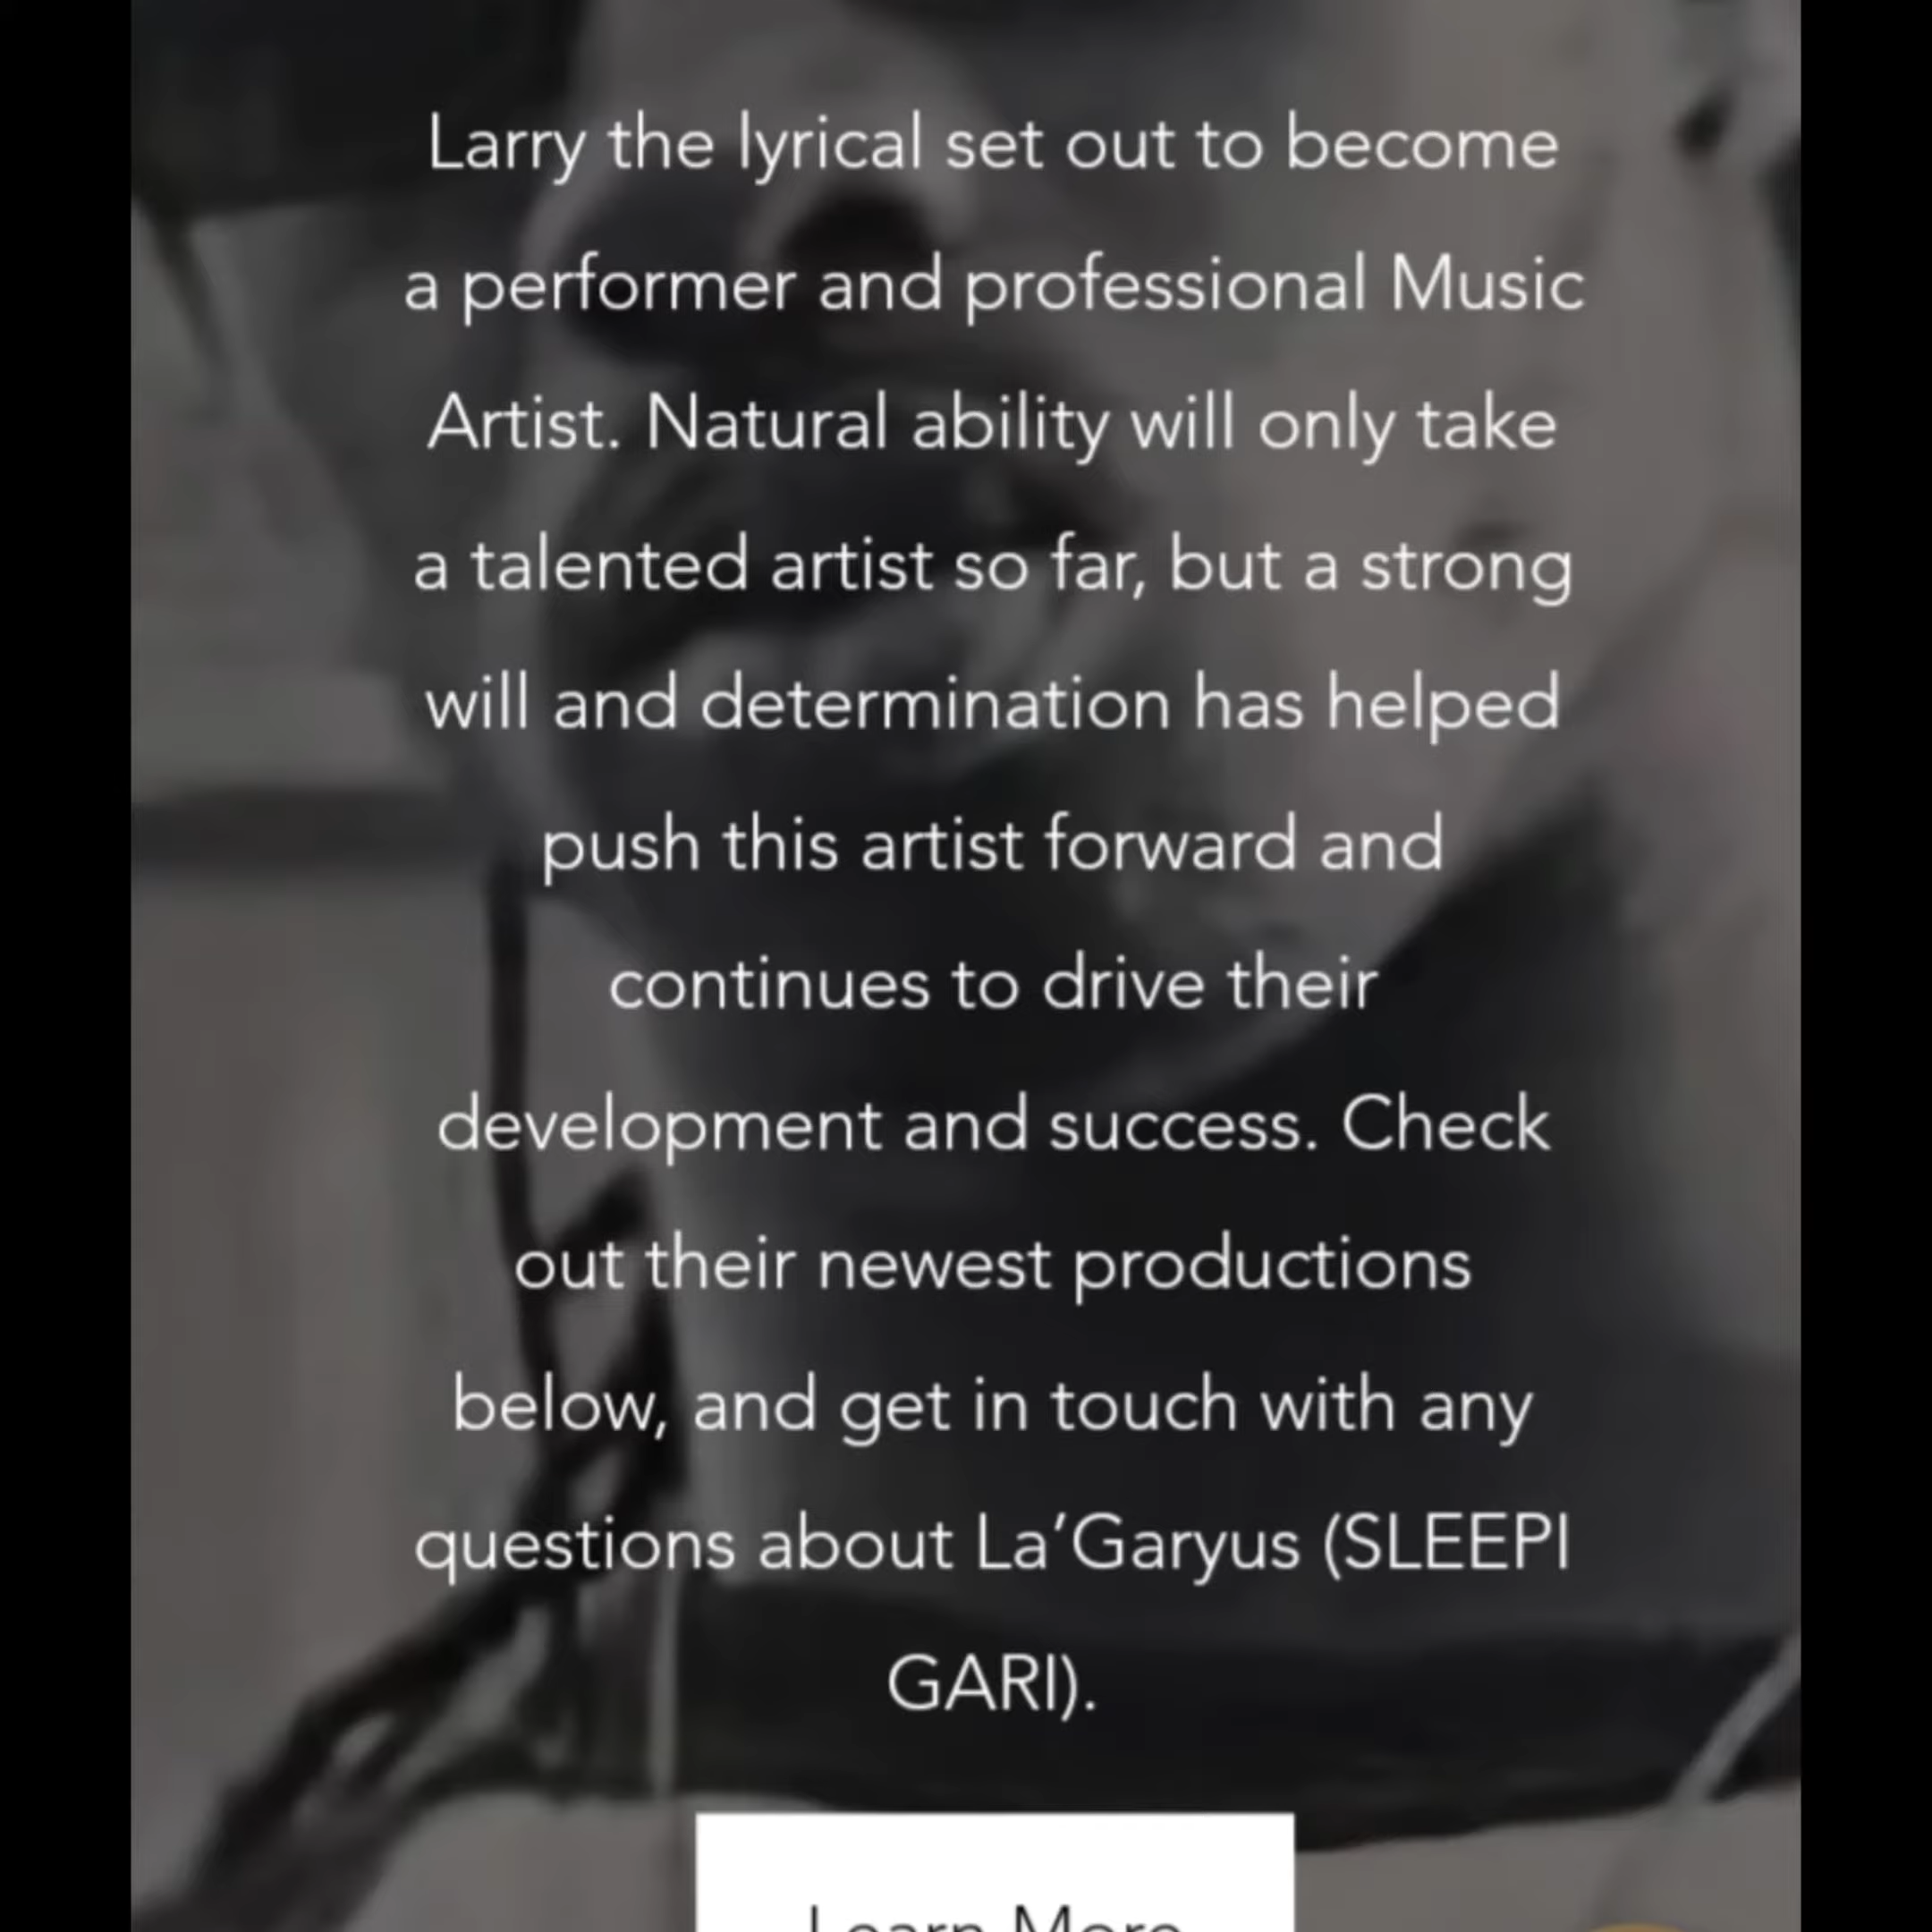 Larry the lyrical set out to become
a performer and professional Music
Artist. Natural ability will only take
a talented artist so far, but a strong
will and determination has helped
push this artist forward and
continues to drive their
development and success. Check
out their newest productions
below, and get in touch with any
questions about La’Garyus (SLEEPI
GARI).
Learn More